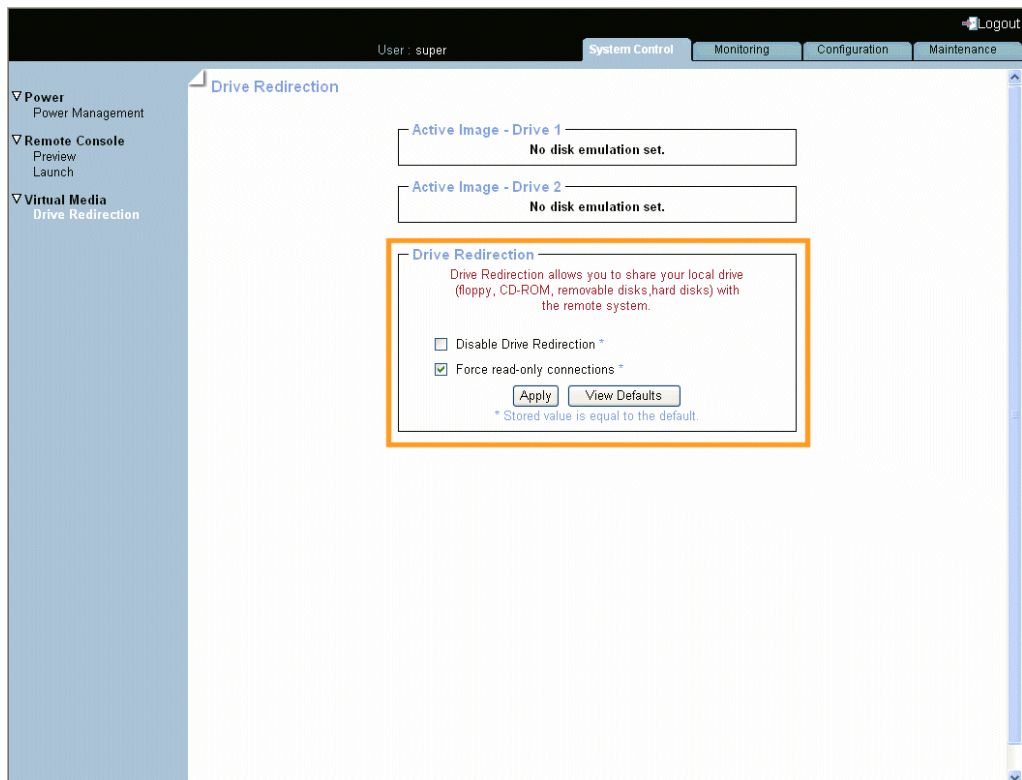 Logout
User : super
System Control
Monitoring
Configuration
Maintenance
Power
Power Management
Remote Console
Preview
Launch
Virtual Media
Drive Redirection
Drive Redirection
Active Image - Drive 1
No disk emulation set.
Active Image - Drive 2
No disk emulation set.
Drive Redirection
Drive Redirection allows you to share your local drive
(floppy, CD-ROM, removable disks,hard disks) with
the remote system.
Disable Drive Redirection *
Force read-only connections *
Apply
View Defaults
* Stored value is equal to the default.